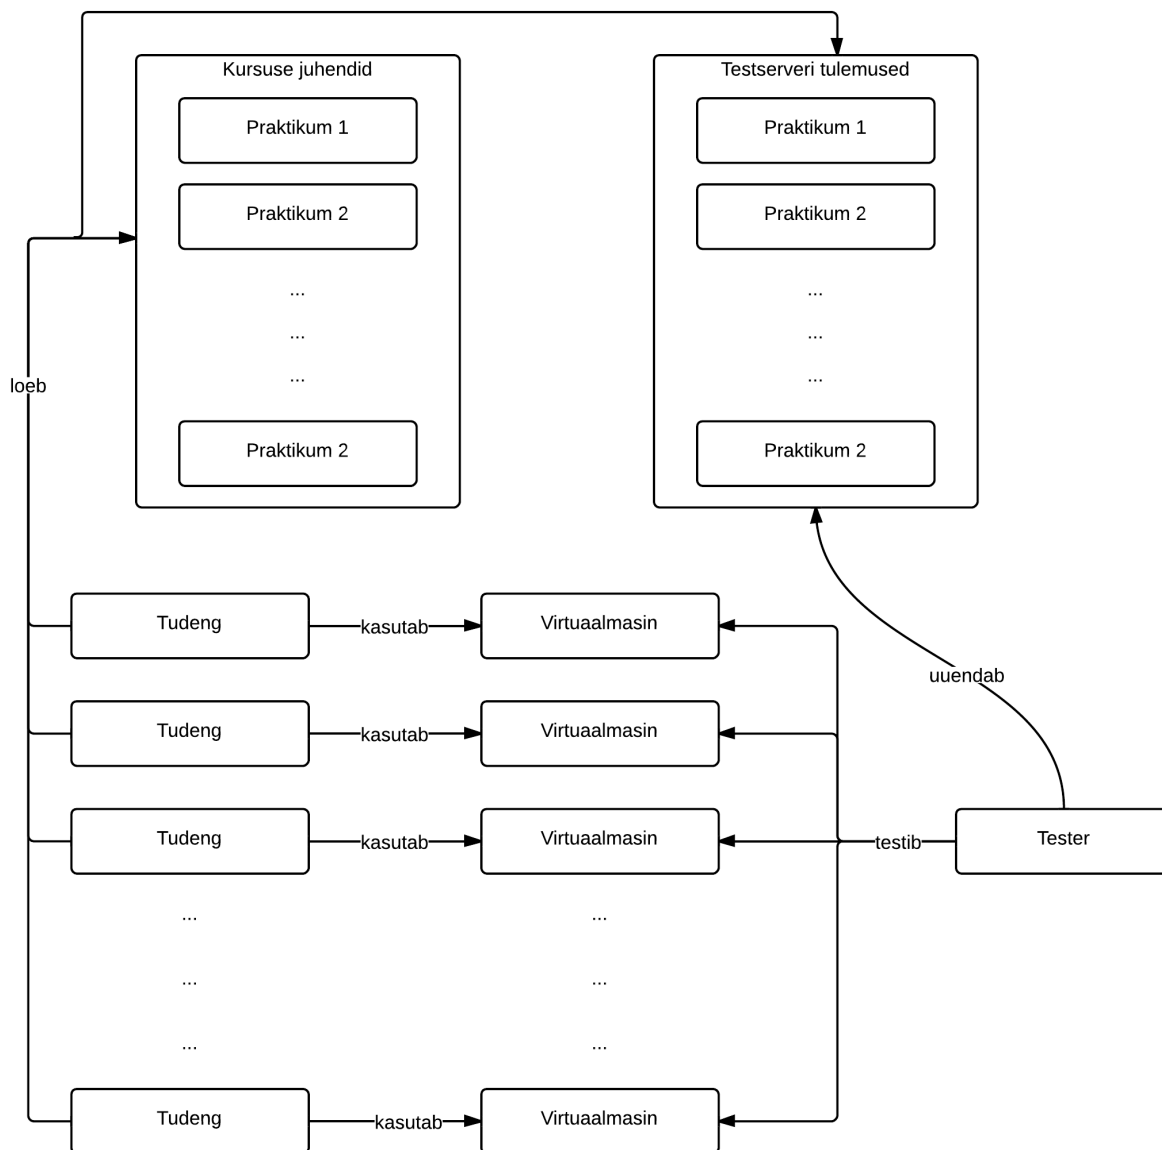 Kursuse juhendid
Praktikum 1
Praktikum 2
...
...
...
Praktikum 2
Testserveri tulemused
Praktikum 1
Praktikum 2
...
...
...
Praktikum 2
loeb
Tudeng
kasutab
Virtuaalmasin
uuendab
Tudeng
kasutab
Virtuaalmasin
Tudeng
kasutab
Virtuaalmasin
testib
Tester
...
...
...
...
...
...
Tudeng
kasutab
Virtuaalmasin